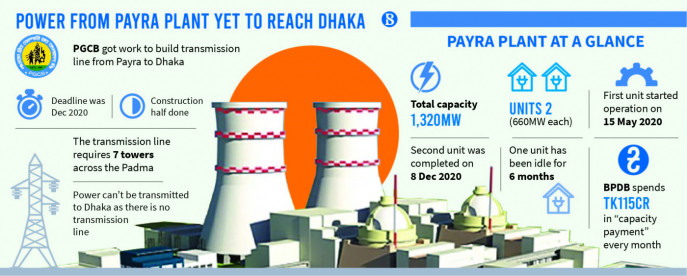 POWER FROM PAYRA PLANT YET TO REACH DHAKA
PGCB got work to build transmission
line from Payra to Dhaka
PGCB
Deadline was
Dec 2020
Construction
half done
The transmission line
requires 7 towers
across the Padma
Power can't be transmitted
to Dhaka as there is no
transmission
line
PAYRA PLANT AT A GLANCE
Total capacity
1,320MW
UNITS 2
(660MW each)
First unit started
operation on
15 May 2020
Second unit was
completed on
8 Dec 2020
One unit has
been idle for
6 months
BPDB spends
TK115CR
in “capacity
payment”
every month